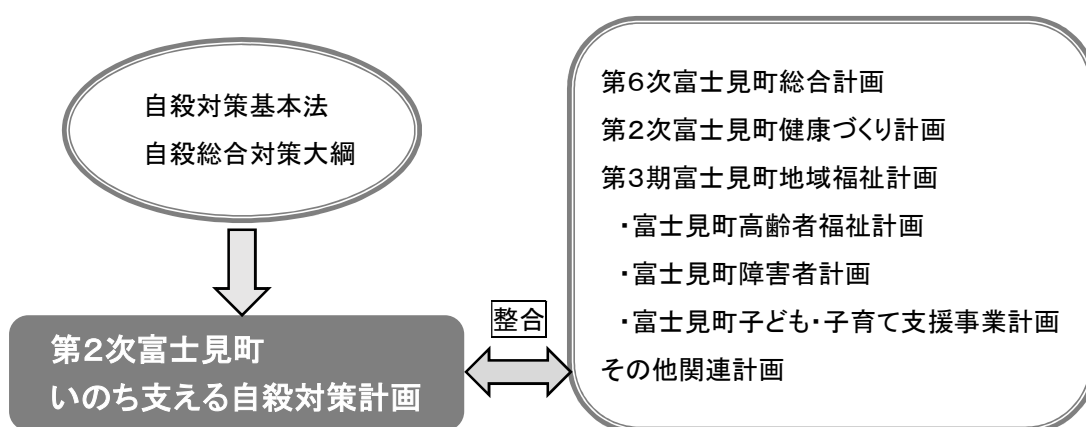 自殺対策基本法
自殺総合対策大綱
第2次富士見町
いのち支える自殺対策計画
整合
第6次富士見町総合計画
第2次富士見町健康づくり計画
第3期富士見町地域福祉計画
・富士見町高齢者福祉計画
・富士見町障害者計画
・富士見町子ども・子育て支援事業計画
その他関連計画